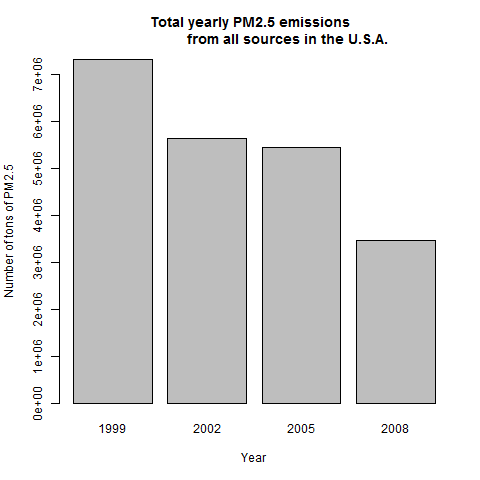 Total yearly PM2.5 emissions
from all sources in the U.S.A.
Number of tons of PM2.5
7e+06
6e+06
5e+06
4e+06
3e+06
2e+06
1e+06
0e+00
1999 2002 2005 2008
Year